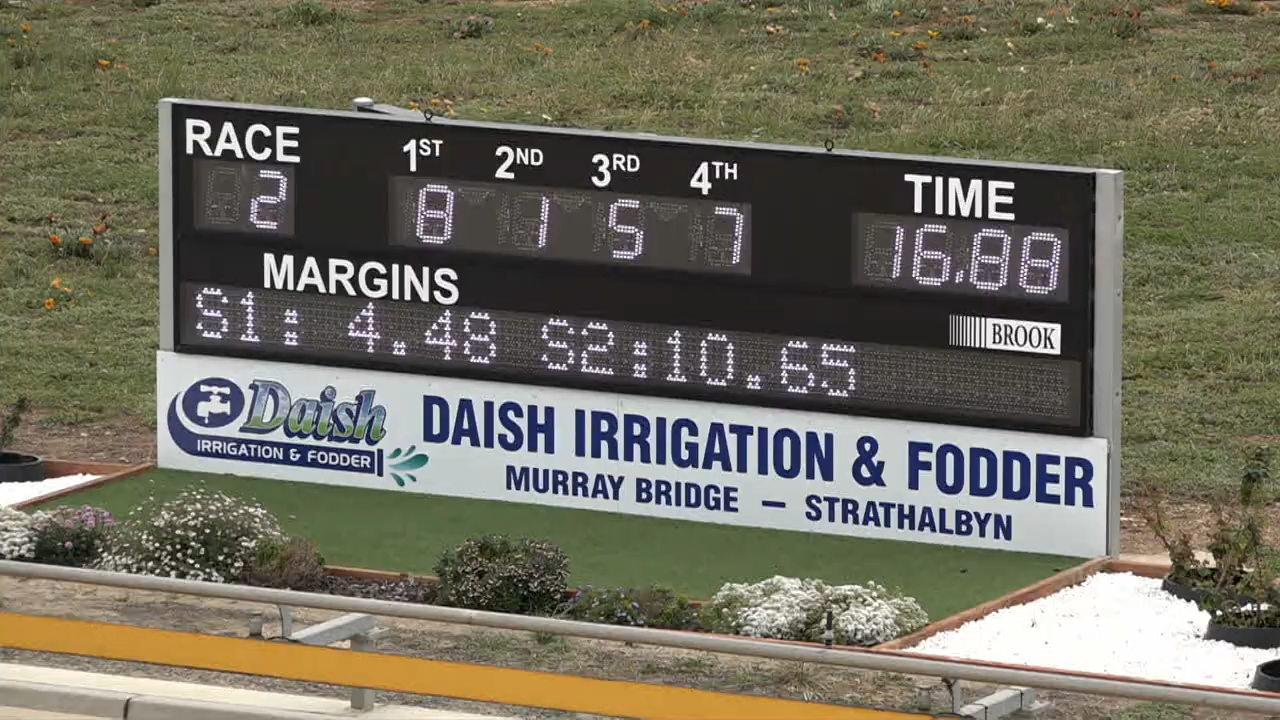 RACE 1ST 2ND 3RD 4TH TIME
2 8 1 5 7 16.88
MARGINS
S1: 4.48 S2:10.65
BROOK
Daish
IRRIGATION & FODDER
DAISH IRRIGATION & FODDER
MURRAY BRIDGE – STRATHALBYN